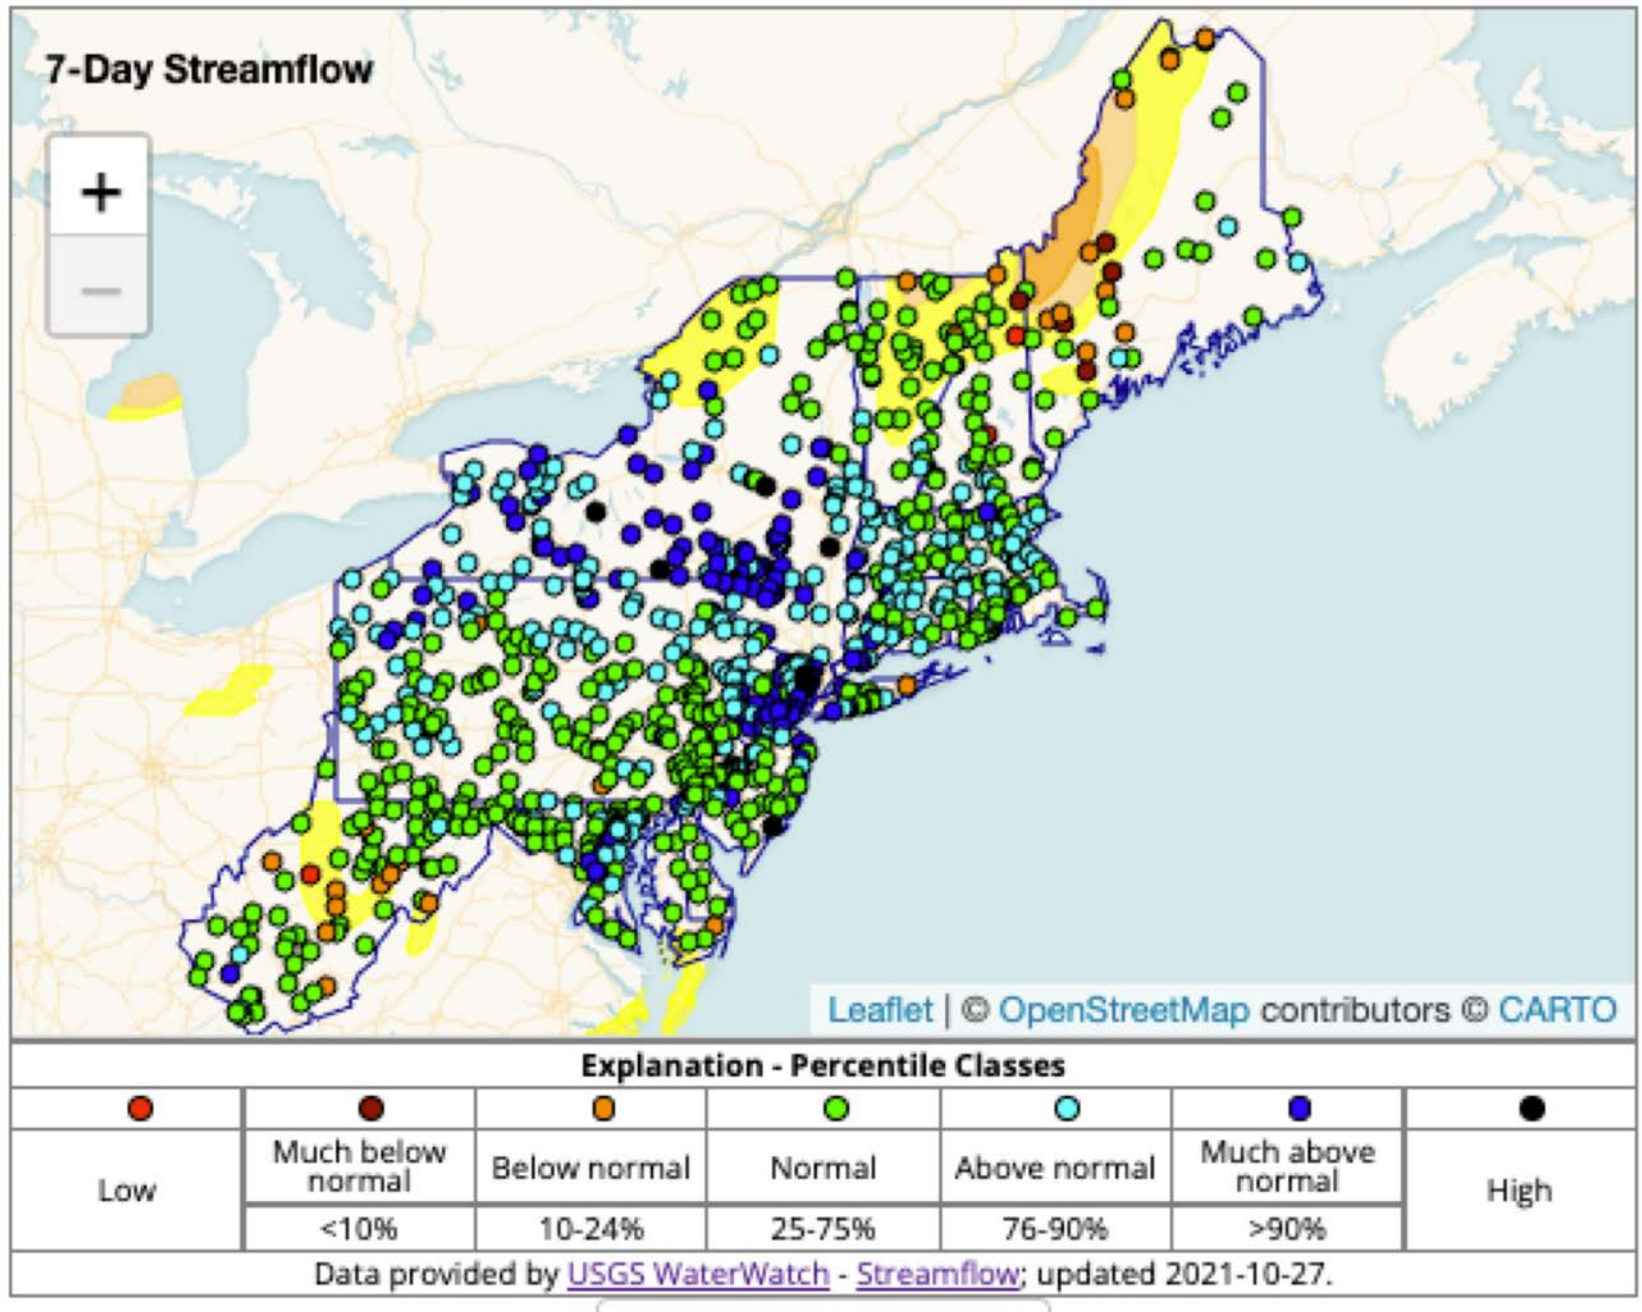 7-Day Streamflow
+
−
Leaflet | © OpenStreetMap contributors © CARTO
Explanation - Percentile Classes
Low
Much below normal
Below normal
Normal
Above normal
Much above normal
High
<10%
10-24%
25-75%
76-90%
>90%
Data provided by USGS WaterWatch - Streamflow; updated 2021-10-27.